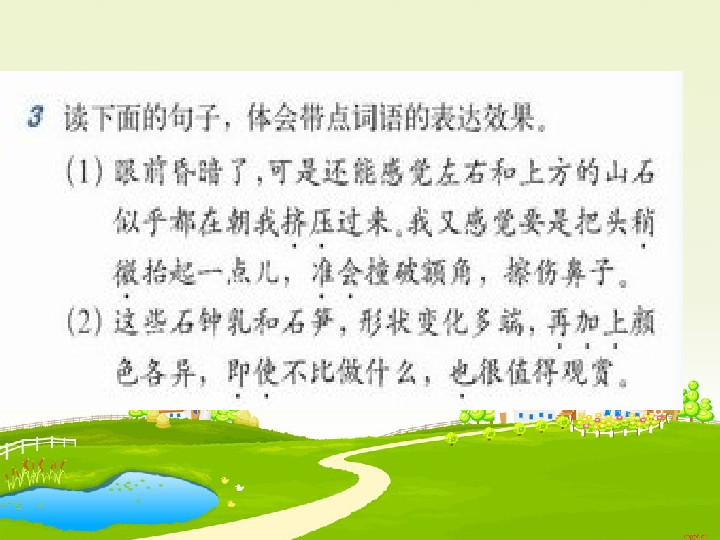 3 读下面的句子，体会带点词语的表达效果。
（1）眼前昏暗了，可是还能感觉左右和上方的山石
似乎都在朝我挤压过来。我又感觉要是把头稍
微抬起一点儿，准会撞破额角，擦伤鼻子。
（2）这些石钟乳和石笋，形状变化多端，再加上颜
色各异，即使不比做什么，也很值得观赏。